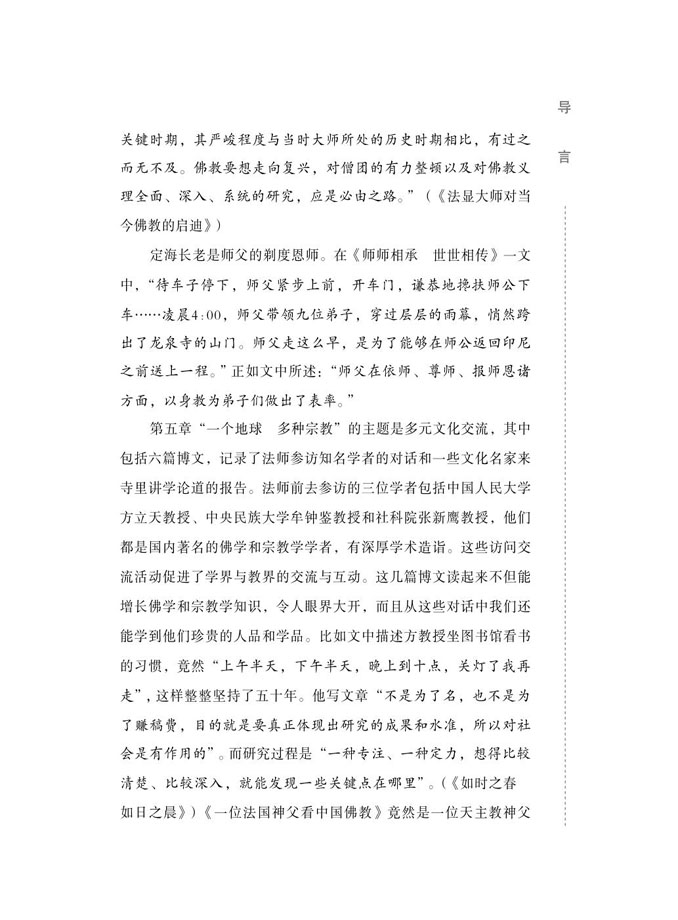 导言
关键时期，其严峻程度与当时大师所处的历史时期相比，有过之
而无不及。佛教要想走向复兴，对僧团的有力整顿以及对佛教义
理全面、深入、系统的研究，应是必由之路。”（《法显大师对当
今佛教的启迪》）
定海长老是师父的剃度恩师。在《师师相承　世世相传》一文
中，“待车子停下，师父紧步上前，开车门，谦恭地搀扶师公下
车……凌晨4:00，师父带领九位弟子，穿过层层的雨幕，悄然跨
出了龙泉寺的山门。师父走这么早，是为了能够在师公返回印尼
之前送上一程。”正如文中所述：“师父在依师、尊师、报师恩诸
方面，以身教为弟子们做出了表率。”
第五章“一个地球　多种宗教”的主题是多元文化交流，其中
包括六篇博文，记录了法师参访知名学者的对话和一些文化名家来
寺里讲学论道的报告。法师前去参访的三位学者包括中国人民大学
方立天教授、中央民族大学牟钟鉴教授和社科院张新鹰教授，他们
都是国内著名的佛学和宗教学学者，有深厚学术造诣。这些访问交
流活动促进了学界与教界的交流与互动。这几篇博文读起来不但能
增长佛学和宗教学知识，令人眼界大开，而且从这些对话中我们还
能学到他们珍贵的人品和学品。比如文中描述方教授坐图书馆看书
的习惯，竟然“上午半天，下午半天，晚上到十点，关灯了我再
走”，这样整整坚持了五十年。他写文章“不是为了名，也不是为
了赚稿费，目的就是要真正体现出研究的成果和水准，所以对社
会是有作用的”。而研究过程是“一种专注、一种定力，想得比较
清楚、比较深入，就能发现一些关键点在哪里”。（《如时之春
如日之晨》）《一位法国神父看中国佛教》竟然是一位天主教神父